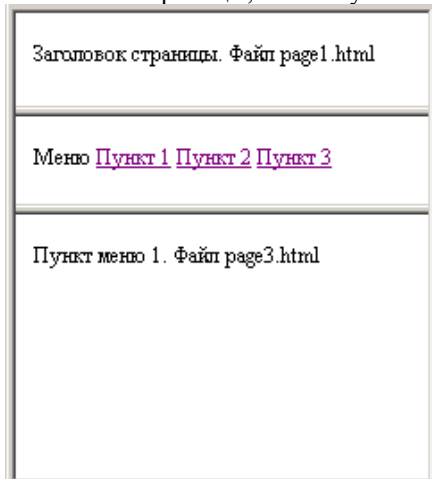 Заголовок страницы. Файл page1.html
Меню Пункт 1 Пункт 2 Пункт 3
Пункт меню 1. Файл page3.html